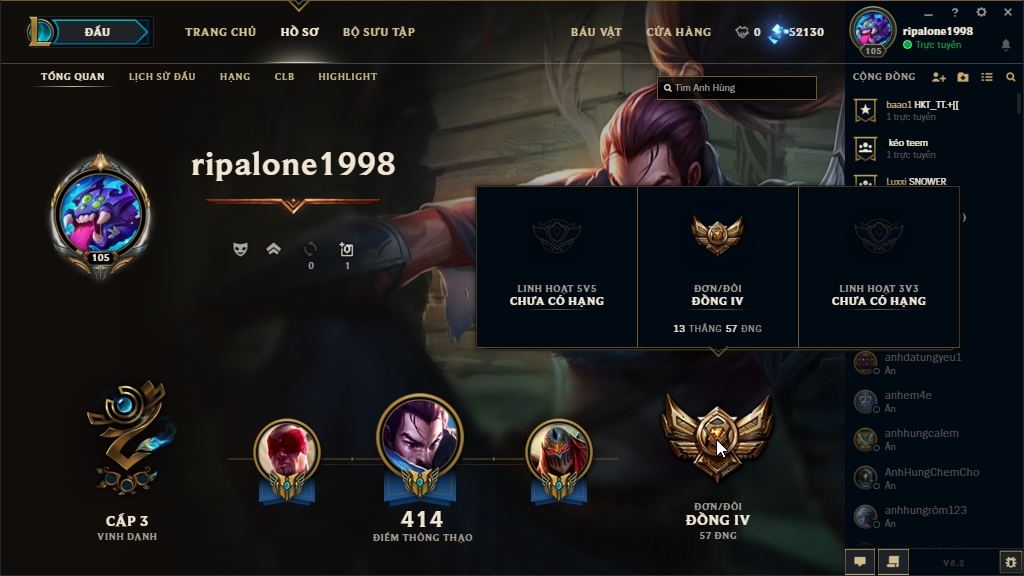 ĐẤU
TRANG CHỦ
HỒ SƠ
BỘ SƯU TẬP
BÁU VẬT
CỬA HÀNG
0
52130
105
ripalone1998
Trực tuyến
TỔNG QUAN
LỊCH SỬ ĐẤU
HẠNG
CLB
HIGHLIGHT
Tìm Anh Hùng
CỘNG ĐỒNG
baao1 HKT_TT.+[[
1 trực tuyến
kéo teem
1 trực tuyến
Luxxi SNOWER
ripalone1998
105
0
1
LINH HOẠT 5V5
CHƯA CÓ HẠNG
ĐƠN/ĐÔI
ĐỒNG IV
13 THẮNG 57 ĐNG
LINH HOẠT 3V3
CHƯA CÓ HẠNG
)
anhdatungyeu1
Ẩn
anhem4e
Ẩn
anhhungcalem
Ẩn
AnhHungChemCho
Ẩn
anhhungrôm123
Ẩn
CẤP 3
VINH DANH
414
ĐIỂM THÔNG THẠO
ĐƠN/ĐÔI
ĐỒNG IV
57 ĐNG
V8.2